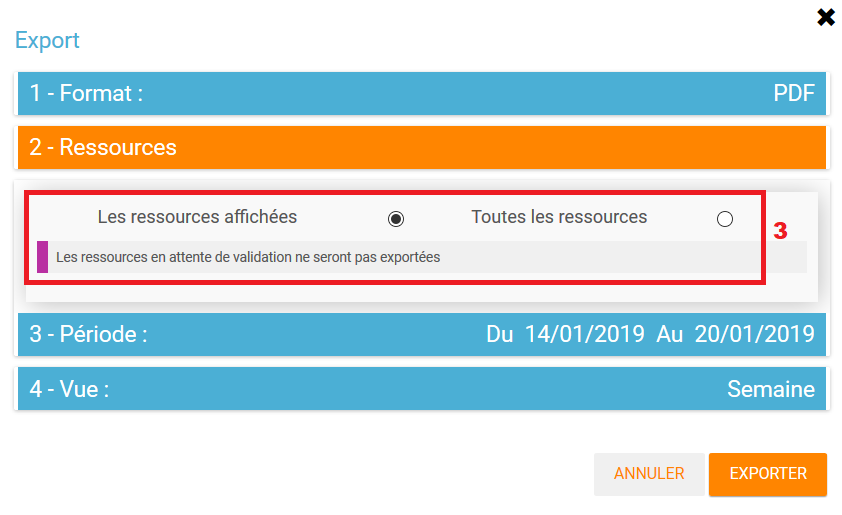 ✖
Export
1 - Format : PDF
2 - Ressources
Les ressources affichées Toutes les ressources
3
Les ressources en attente de validation ne seront pas exportées
3 - Période : Du 14/01/2019 Au 20/01/2019
4 - Vue : Semaine
ANNULER EXPORTER